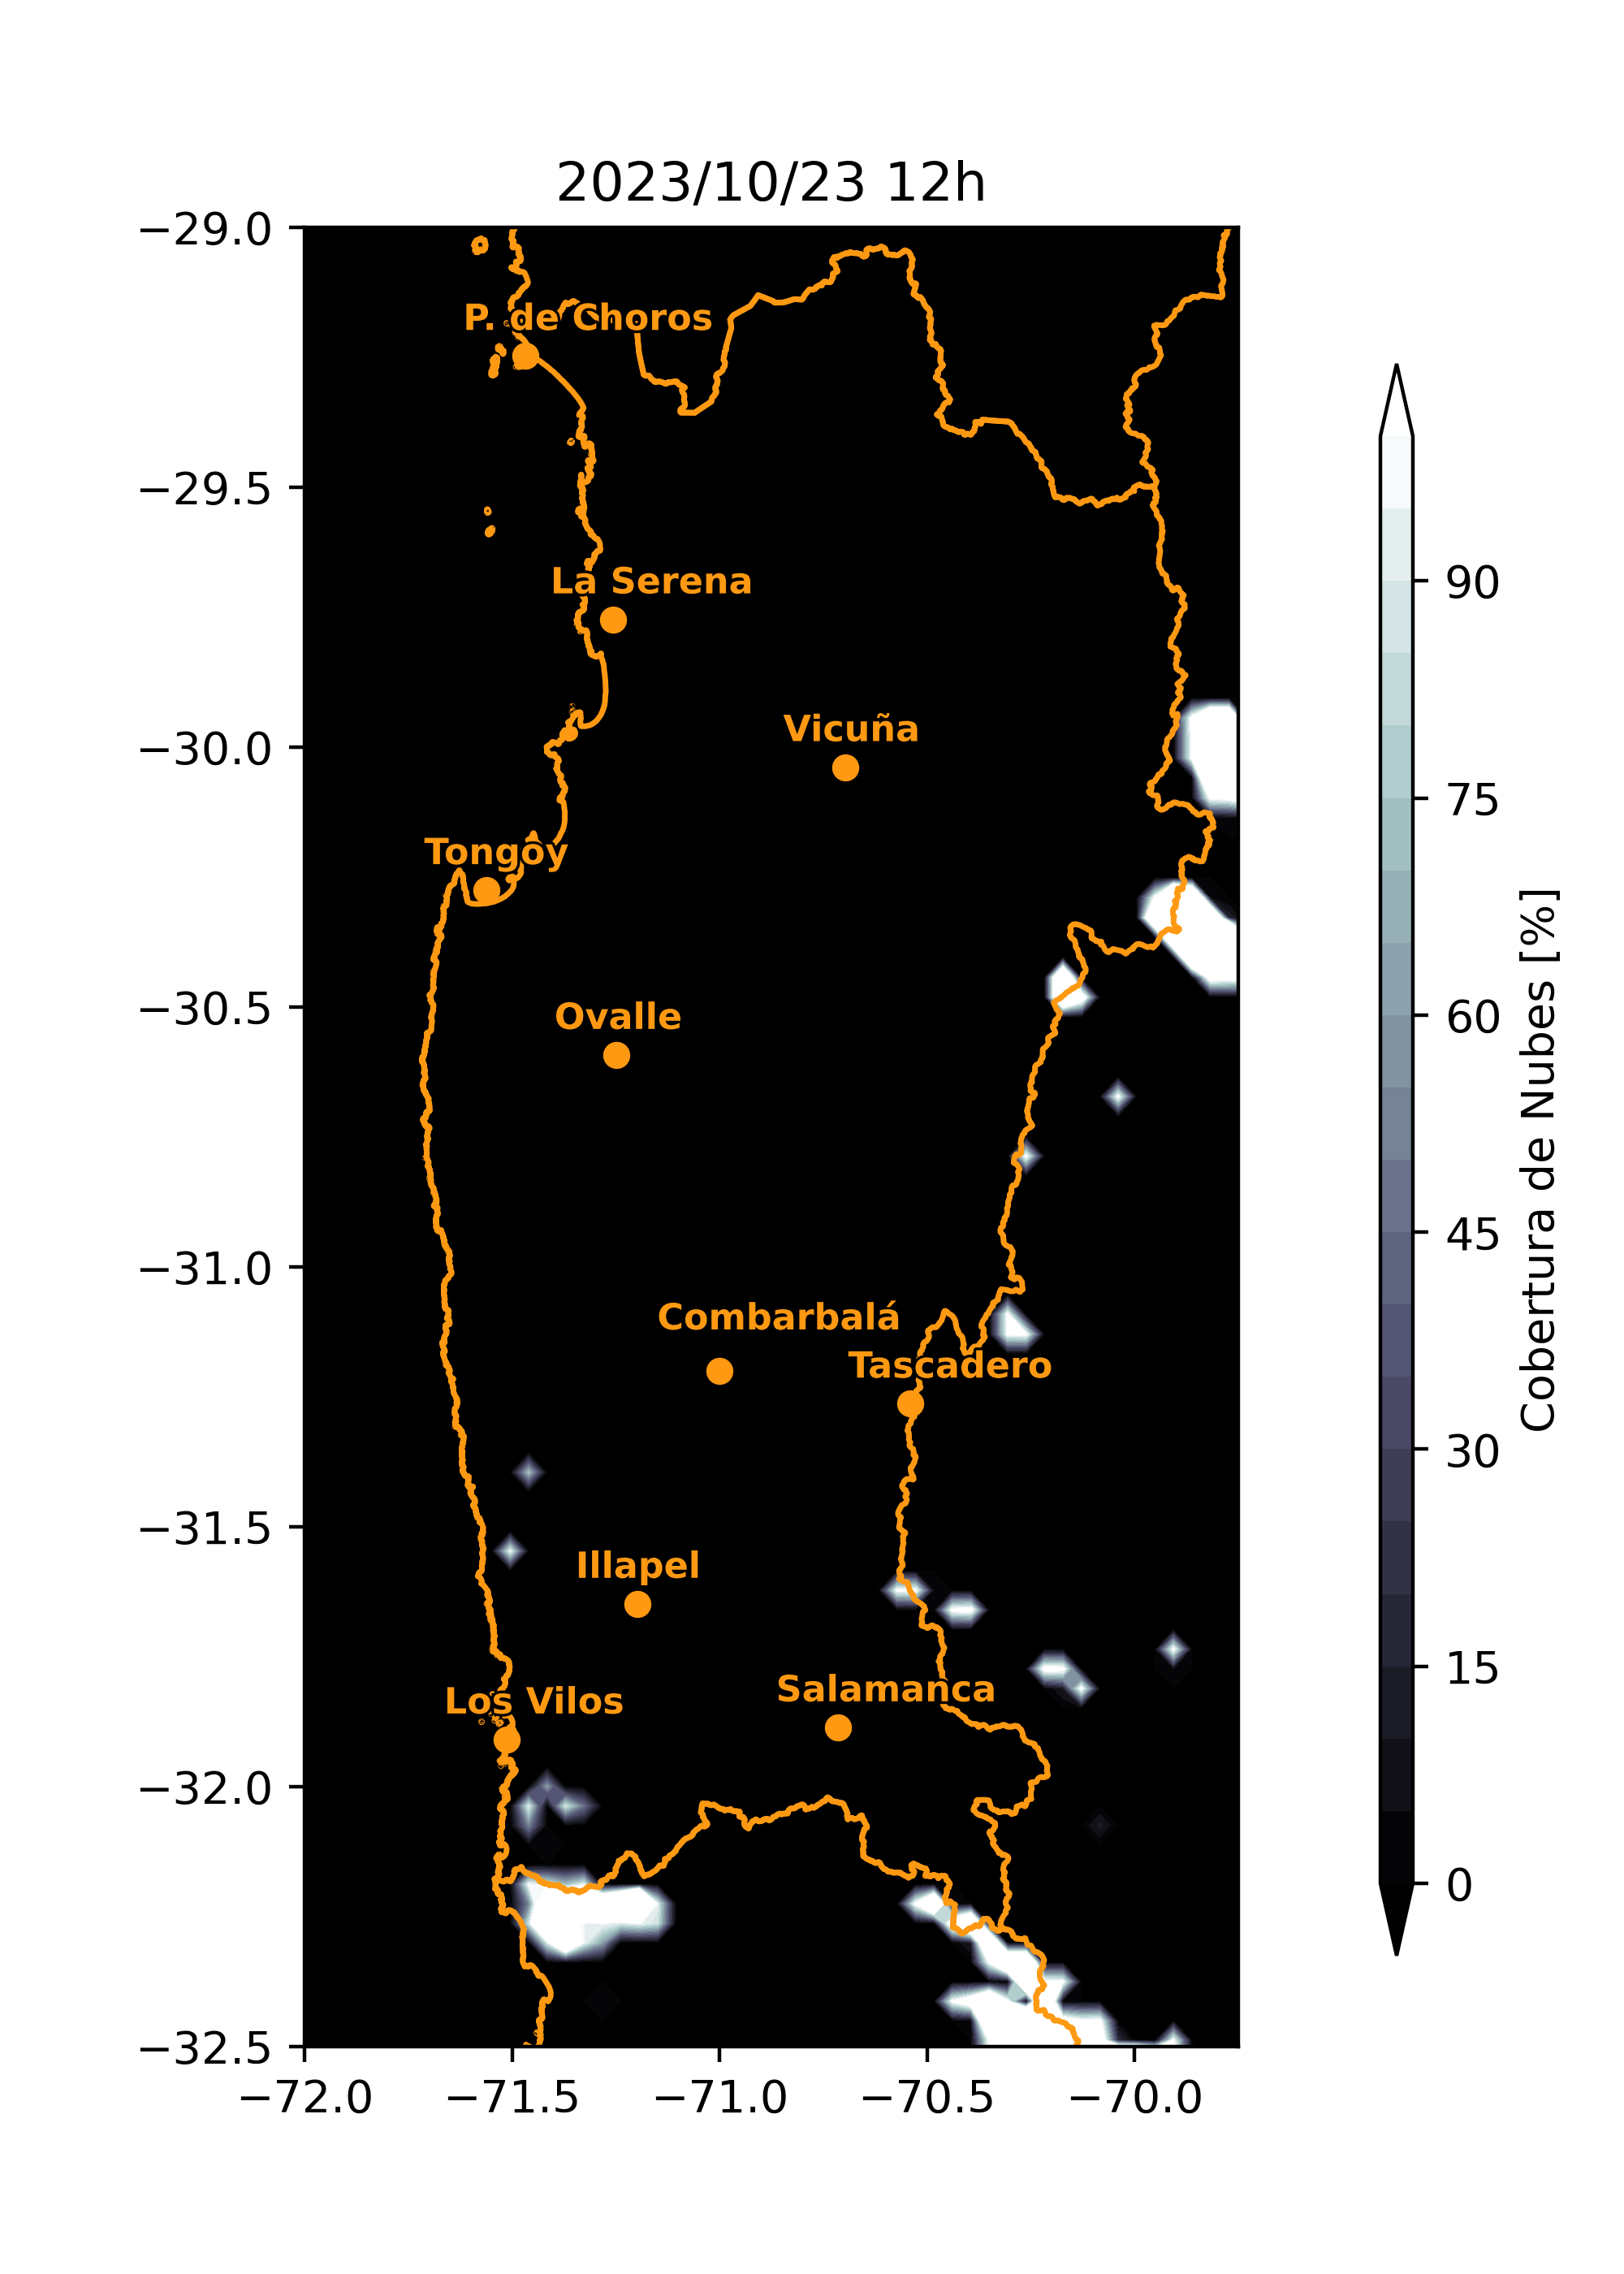 2023/10/23 12h
−29.0
−29.5
−30.0
−30.5
−31.0
−31.5
−32.0
−32.5
−72.0
−71.5
−71.0
−70.5
−70.0
P. de Choros
La Serena
Vicuña
Tongoy
Ovalle
Combarbalá
Tascadero
Illapel
Salamanca
Los Vilos
90
75
60
45
30
15
0
Cobertura de Nubes [%]